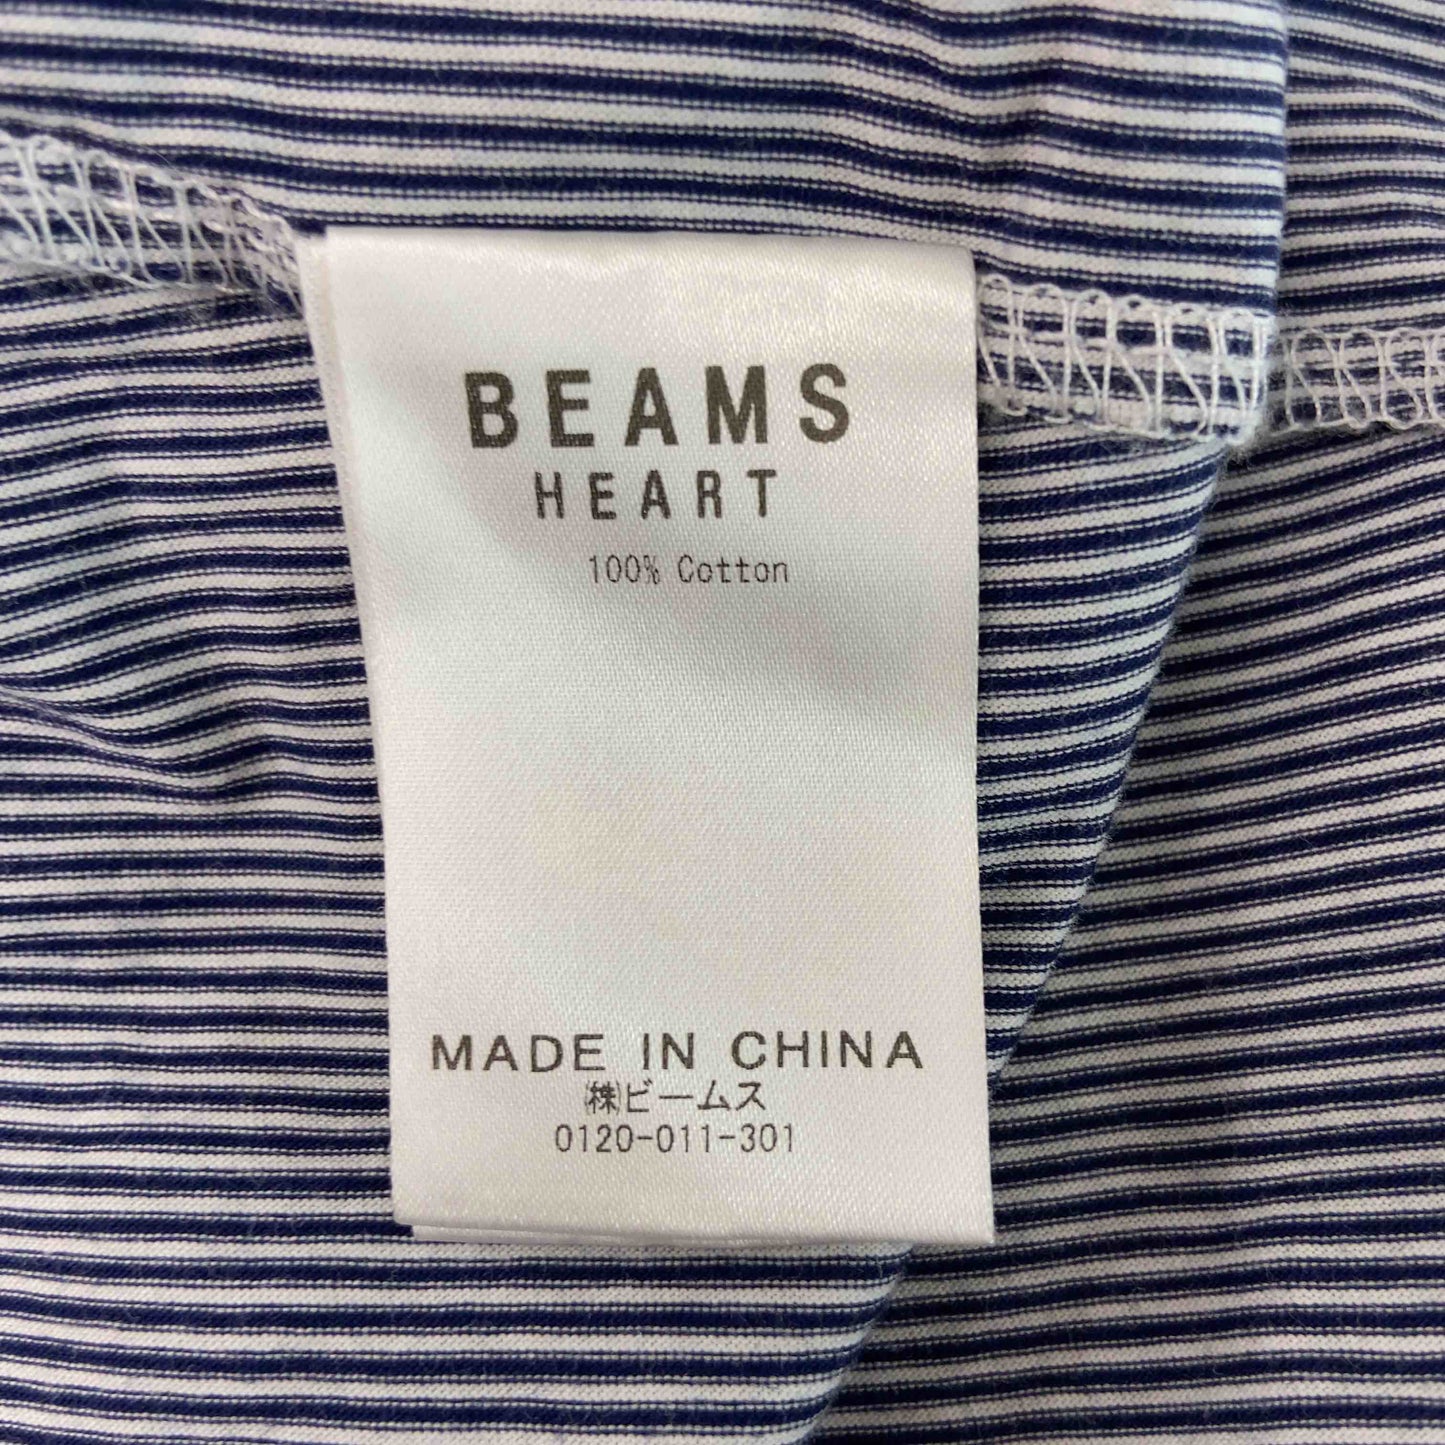 BEAMS
HEART
100% Cotton
MADE IN CHINA
㈱ビームス
0120-011-301